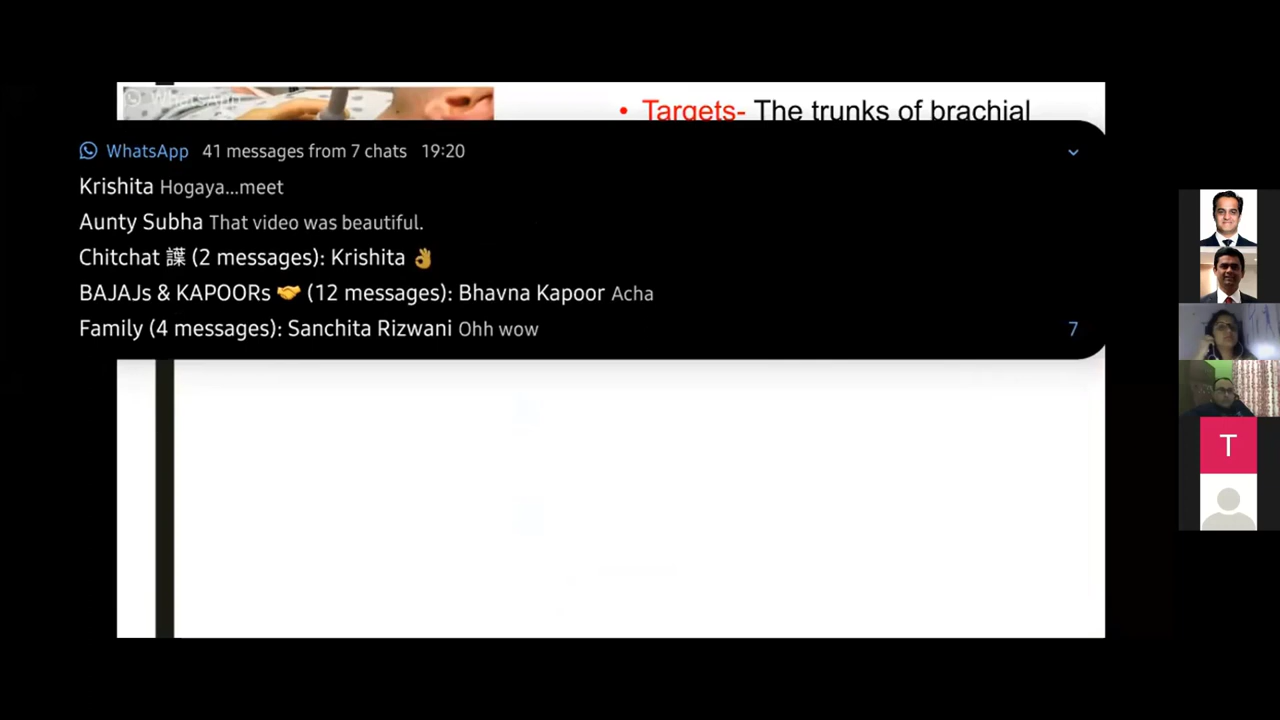 • Targets- The trunks of brachial
WhatsApp 41 messages from 7 chats 19:20
Krishita Hogaya...meet
Aunty Subha That video was beautiful.
Chitchat 謹 (2 messages): Krishita 👌
BAJAJs & KAPOORs 🤝 (12 messages): Bhavna Kapoor Acha
Family (4 messages): Sanchita Rizwani Ohh wow
7
T